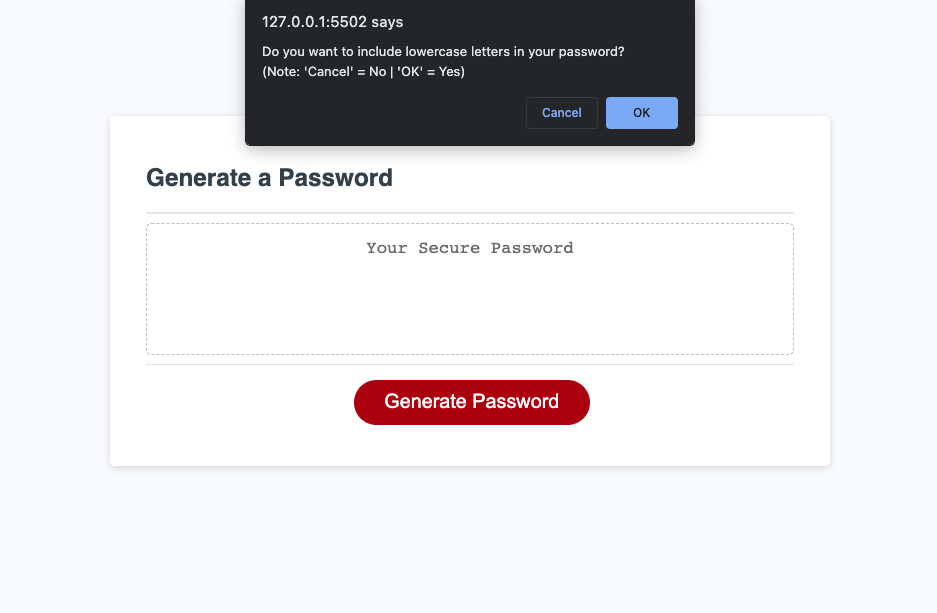 127.0.0.1:5502 says
Do you want to include lowercase letters in your password?
(Note: 'Cancel' = No | 'OK' = Yes)
Cancel OK
Generate a Password
Your Secure Password
Generate Password